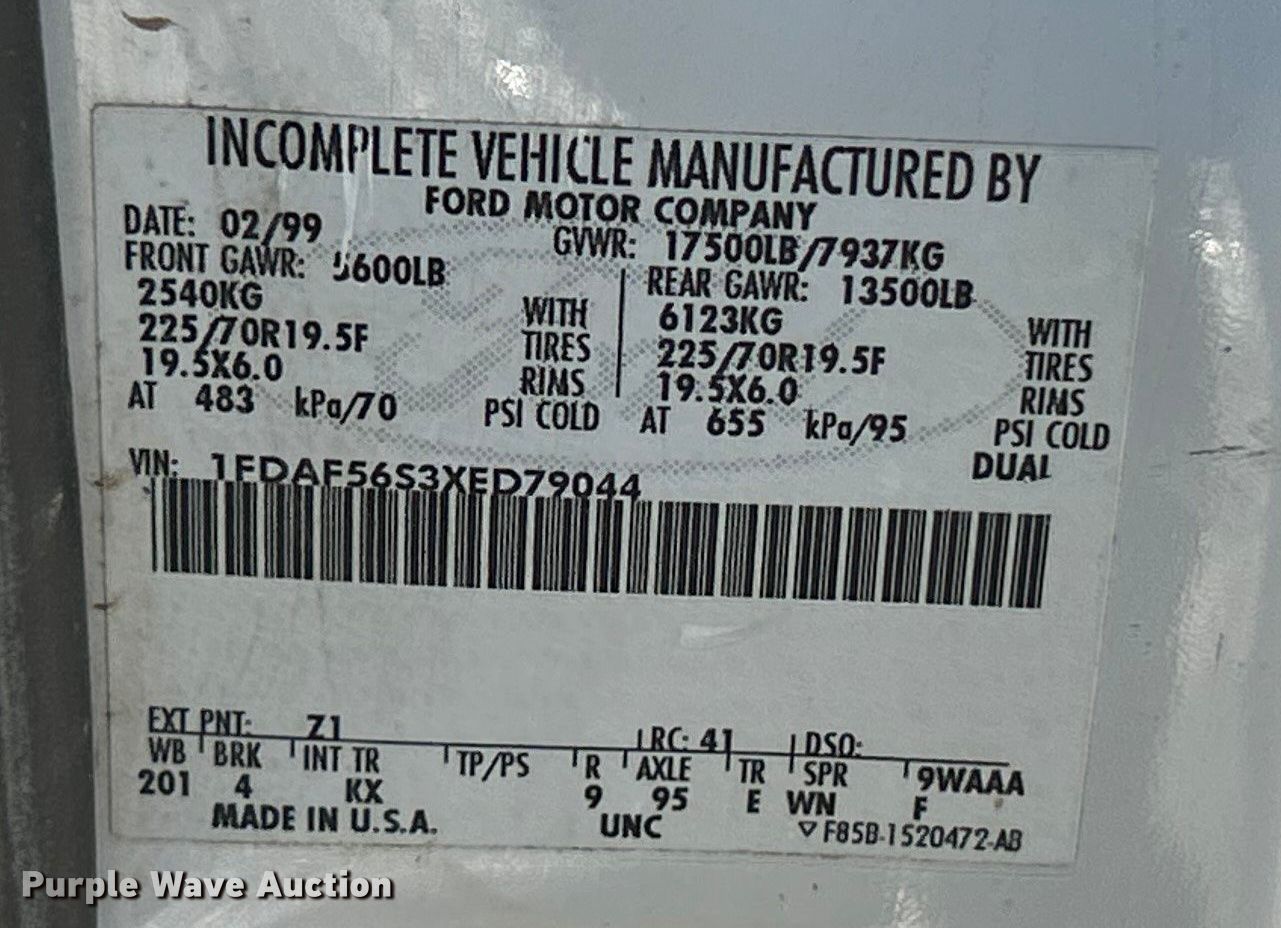 INCOMPLETE VEHICLE MANUFACTURED BY
FORD MOTOR COMPANY
DATE: 02/99 GVWR: 17500LB/7937KG
FRONT GAWR: 5600LB REAR GAWR: 13500LB
2540KG WITH 6123KG WITH
225/70R19.5F TIRES 225/70R19.5F TIRES
19.5X6.0 RIMS 19.5X6.0 RIMS
AT 483 kPa/70 PSI COLD AT 655 kPa/95 PSI COLD
DUAL
VIN: 1FDAF56S3XED79044
EXT PNT: Z1 RC: 41 DSO:
WB BRK INT TR TP/PS R AXLE TR SPR 9WAAA
201 4 KX 9 95 E WN F
MADE IN U.S.A. UNC F85B-1520472-AB
Purple Wave Auction